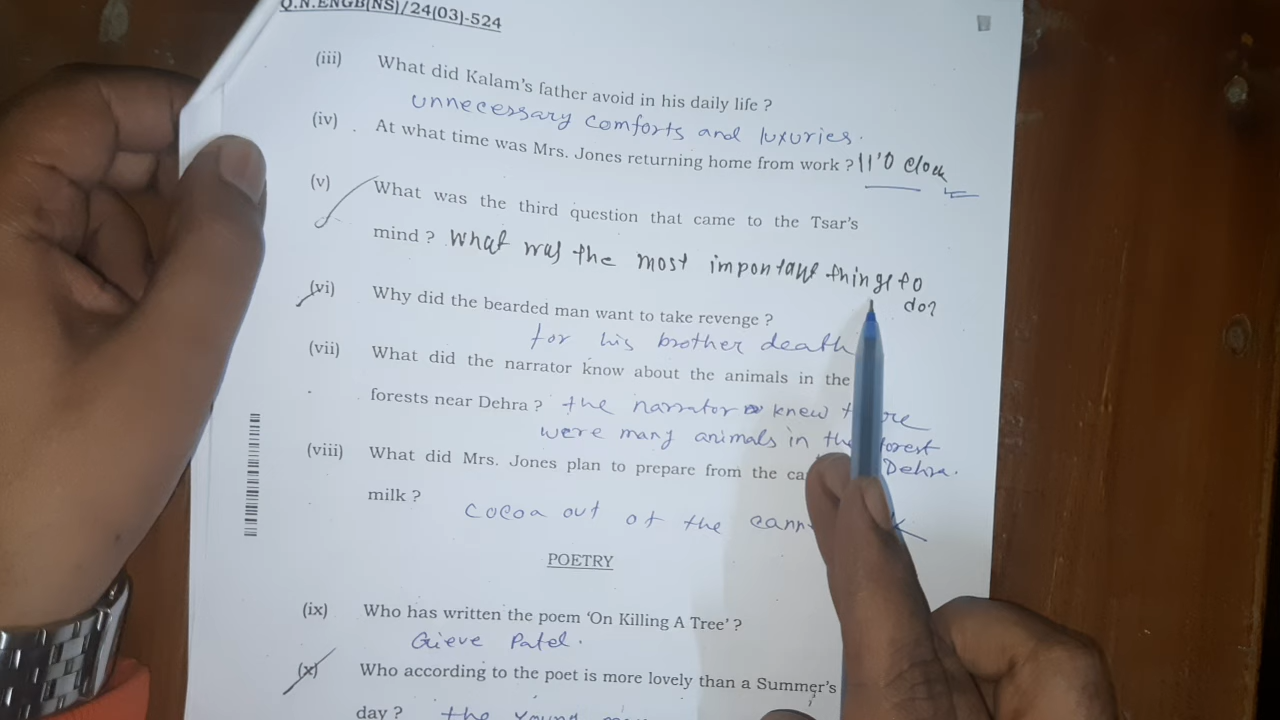 Q.N.ENGB(NS)/24(03)-524
(iii) What did Kalam's father avoid in his daily life ?
unnecessary comforts and luxuries.
(iv) At what time was Mrs. Jones returning home from work ? 11'0 clock
(v) What was the third question that came to the Tsar's
mind ? What was the most important things to
do?
(vi) Why did the bearded man want to take revenge ?
for his brother death
(vii) What did the narrator know about the animals in the
forests near Dehra ? the narrator knew
were many animals in the forest
Dehra.
(viii) What did Mrs. Jones plan to prepare from the
milk ?
cocoa out of the
POETRY
(ix) Who has written the poem 'On Killing A Tree' ?
Gieve Patel.
(x) Who according to the poet is more lovely than a Summer's
day ? the